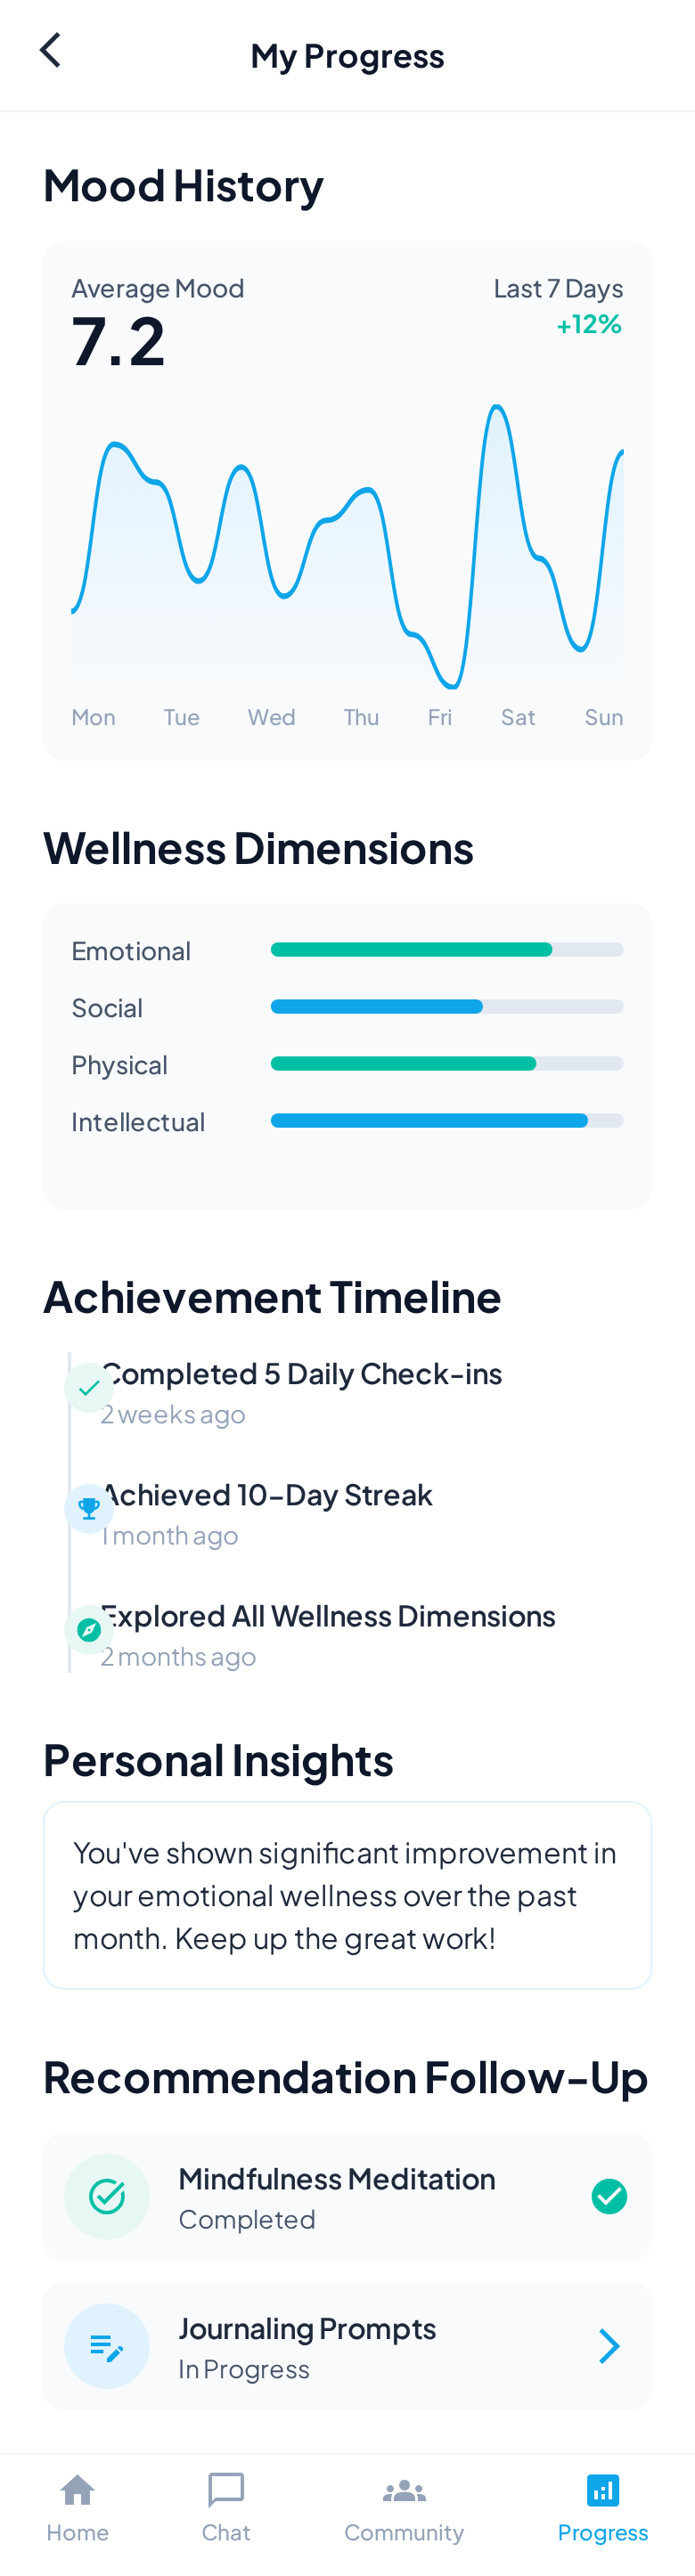 My Progress
Mood History
Average Mood
Last 7 Days
7.2
+12%
Mon Tue Wed Thu Fri Sat Sun
Wellness Dimensions
Emotional
Social
Physical
Intellectual
Achievement Timeline
Completed 5 Daily Check-ins
2 weeks ago
Achieved 10-Day Streak
1 month ago
Explored All Wellness Dimensions
2 months ago
Personal Insights
You've shown significant improvement in
your emotional wellness over the past
month. Keep up the great work!
Recommendation Follow-Up
Mindfulness Meditation
Completed
Journaling Prompts
In Progress
Home Chat Community Progress